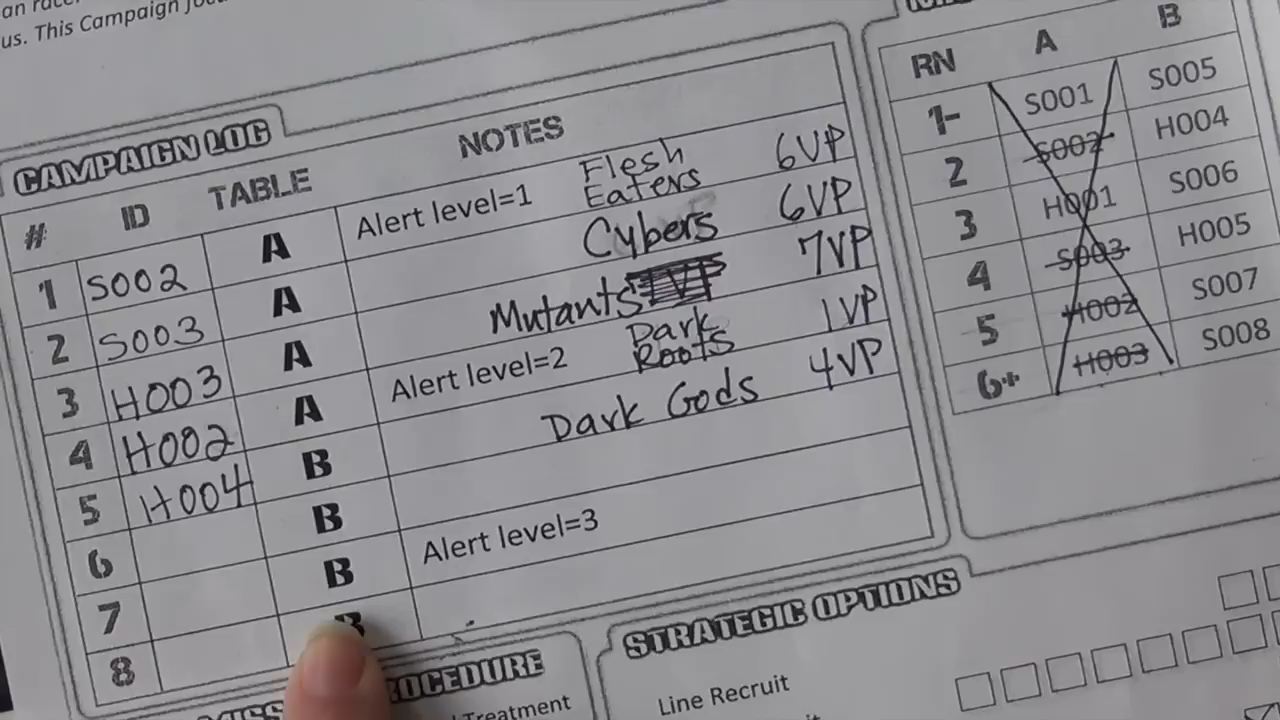 us. This Campaign
CAMPAIGN LOG
# ID TABLE NOTES
1 S002 A Alert level=1 Flesh Eaters 6VP
2 S003 A Cybers 6VP
3 H003 A Mutants 7VP
4 H002 A Alert level=2 Dark Roots 1VP
5 H004 B Dark Gods 4VP
6 B
7 B Alert level=3
8 B
RN A B
1- S001 S005
2 S002 H004
3 H001 S006
4 S003 H005
5 H002 S007
6+ H003 S008
STRATEGIC OPTIONS
Line Recruit
Treatment